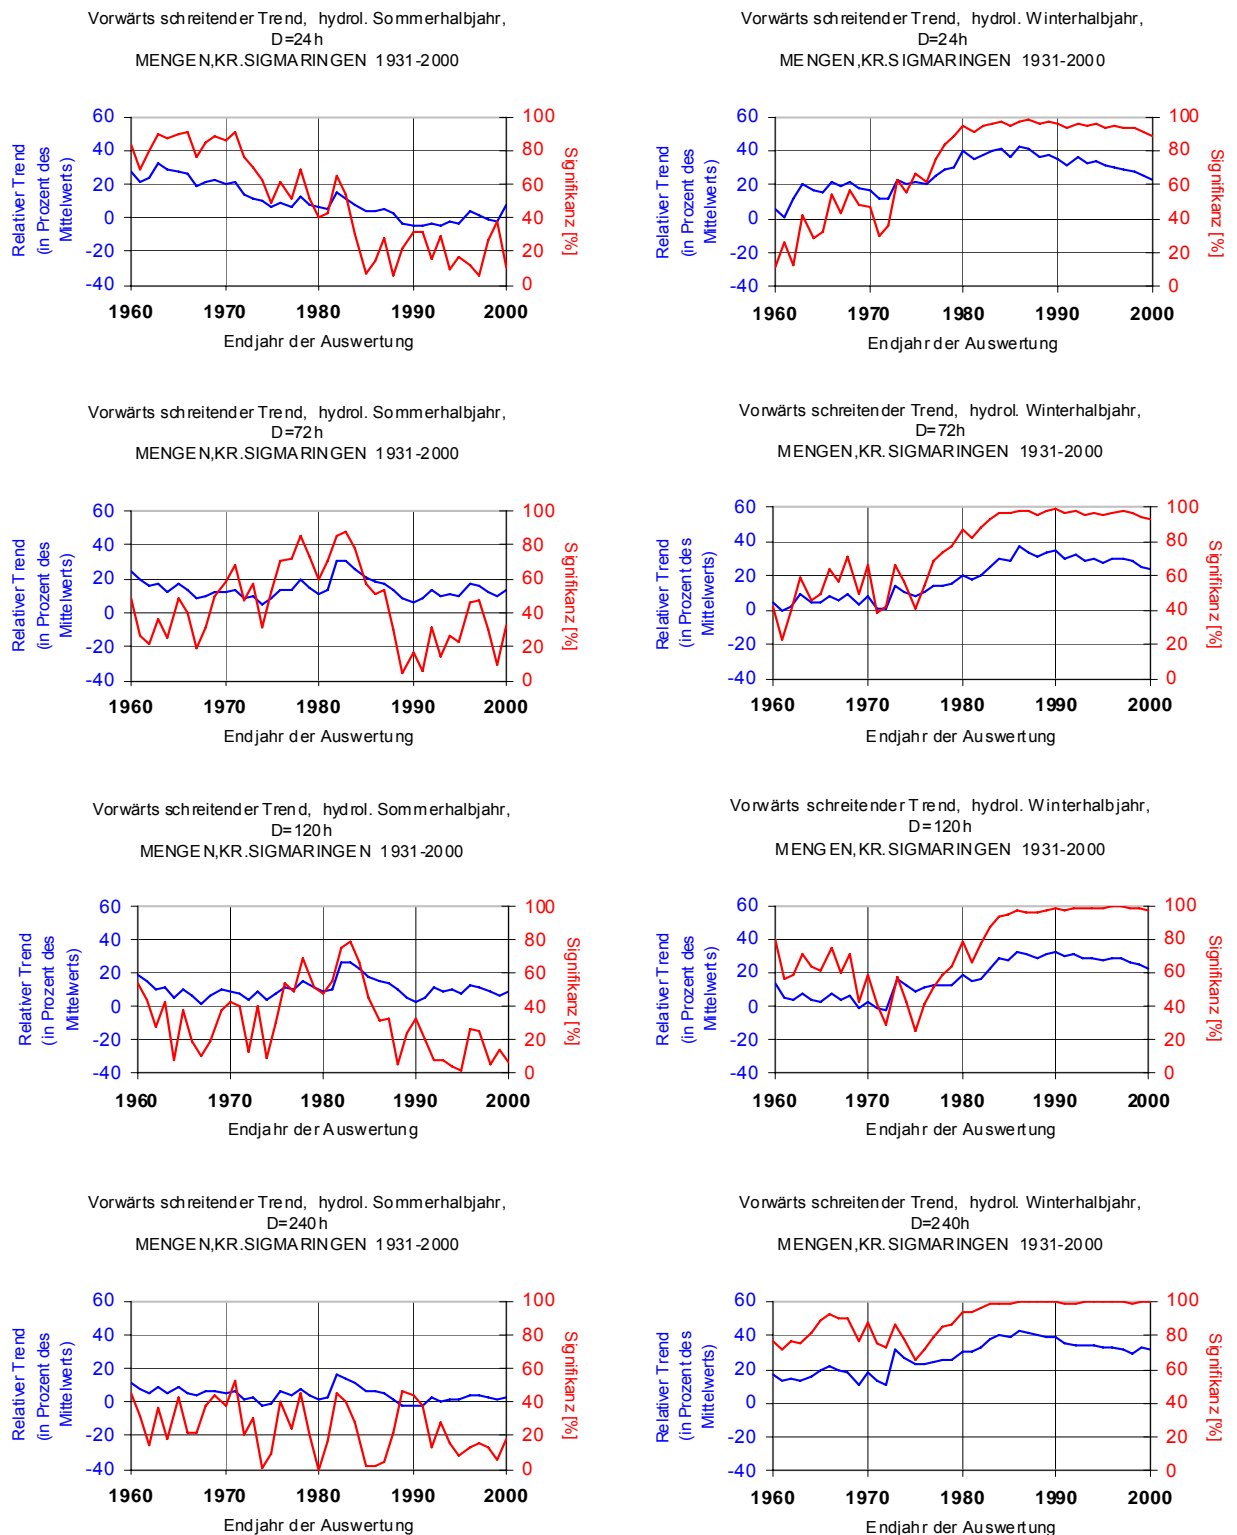 Vorwärts schreitender Trend, hydrol. Sommerhalbjahr,
D=24h
MENGEN,KR.SIGMARINGEN 1931-2000
Relativer Trend
(in Prozent des
Mittelwerts)
60
40
20
0
-20
-40
100
80
60
40
20
0
Signifikanz [%]
1960 1970 1980 1990 2000
Endjahr der Auswertung
Vorwärts schreitender Trend, hydrol. Winterhalbjahr,
D=24h
MENGEN,KR.SIGMARINGEN 1931-2000
Relativer Trend
(in Prozent des
Mittelwerts)
60
40
20
0
-20
-40
100
80
60
40
20
0
Signifikanz [%]
1960 1970 1980 1990 2000
Endjahr der Auswertung
Vorwärts schreitender Trend, hydrol. Sommerhalbjahr,
D=72h
MENGEN,KR.SIGMARINGEN 1931-2000
Relativer Trend
(in Prozent des
Mittelwerts)
60
40
20
0
-20
-40
100
80
60
40
20
0
Signifikanz [%]
1960 1970 1980 1990 2000
Endjahr der Auswertung
Vorwärts schreitender Trend, hydrol. Winterhalbjahr,
D=72h
MENGEN,KR.SIGMARINGEN 1931-2000
Relativer Trend
(in Prozent des
Mittelwerts)
60
40
20
0
-20
-40
100
80
60
40
20
0
Signifikanz [%]
1960 1970 1980 1990 2000
Endjahr der Auswertung
Vorwärts schreitender Trend, hydrol. Sommerhalbjahr,
D=120h
MENGEN,KR.SIGMARINGEN 1931-2000
Relativer Trend
(in Prozent des
Mittelwerts)
60
40
20
0
-20
-40
100
80
60
40
20
0
Signifikanz [%]
1960 1970 1980 1990 2000
Endjahr der Auswertung
Vorwärts schreitender Trend, hydrol. Winterhalbjahr,
D=120h
MENGEN,KR.SIGMARINGEN 1931-2000
Relativer Trend
(in Prozent des
Mittelwerts)
60
40
20
0
-20
-40
100
80
60
40
20
0
Signifikanz [%]
1960 1970 1980 1990 2000
Endjahr der Auswertung
Vorwärts schreitender Trend, hydrol. Sommerhalbjahr,
D=240h
MENGEN,KR.SIGMARINGEN 1931-2000
Relativer Trend
(in Prozent des
Mittelwerts)
60
40
20
0
-20
-40
100
80
60
40
20
0
Signifikanz [%]
1960 1970 1980 1990 2000
Endjahr der Auswertung
Vorwärts schreitender Trend, hydrol. Winterhalbjahr,
D=240h
MENGEN,KR.SIGMARINGEN 1931-2000
Relativer Trend
(in Prozent des
Mittelwerts)
60
40
20
0
-20
-40
100
80
60
40
20
0
Signifikanz [%]
1960 1970 1980 1990 2000
Endjahr der Auswertung